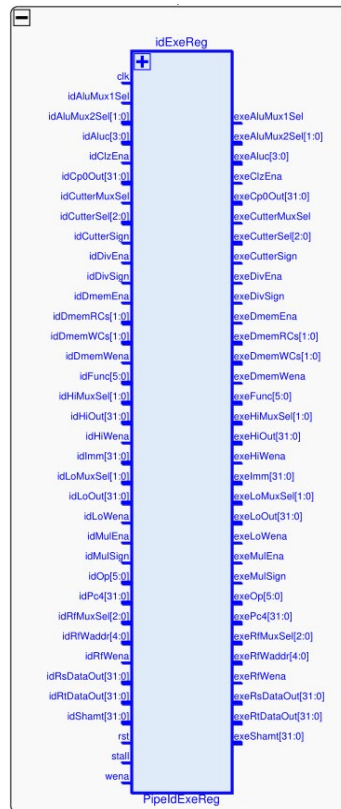 idExeReg
clk
idAluMux1Sel
idAluMux2Sel[1:0]
idAluc[3:0]
idClzEna
idCp0Out[31:0]
idCutterMuxSel
idCutterSel[2:0]
idCutterSign
idDivEna
idDivSign
idDmemEna
idDmemRCs[1:0]
idDmemWCs[1:0]
idDmemWena
idFunc[5:0]
idHiMuxSel[1:0]
idHiOut[31:0]
idHiWena
idImm[31:0]
idLoMuxSel[1:0]
idLoOut[31:0]
idLoWena
idMulEna
idMulSign
idOp[5:0]
idPc4[31:0]
idRfMuxSel[2:0]
idRfWaddr[4:0]
idRfWena
idRsDataOut[31:0]
idRtDataOut[31:0]
idShamt[31:0]
rst
stall
wena
exeAluMux1Sel
exeAluMux2Sel[1:0]
exeAluc[3:0]
exeClzEna
exeCp0Out[31:0]
exeCutterMuxSel
exeCutterSel[2:0]
exeCutterSign
exeDivEna
exeDivSign
exeDmemEna
exeDmemRCs[1:0]
exeDmemWCs[1:0]
exeDmemWena
exeFunc[5:0]
exeHiMuxSel[1:0]
exeHiOut[31:0]
exeHiWena
exeImm[31:0]
exeLoMuxSel[1:0]
exeLoOut[31:0]
exeLoWena
exeMulEna
exeMulSign
exeOp[5:0]
exePc4[31:0]
exeRfMuxSel[2:0]
exeRfWaddr[4:0]
exeRfWena
exeRsDataOut[31:0]
exeRtDataOut[31:0]
exeShamt[31:0]
PipeIdExeReg